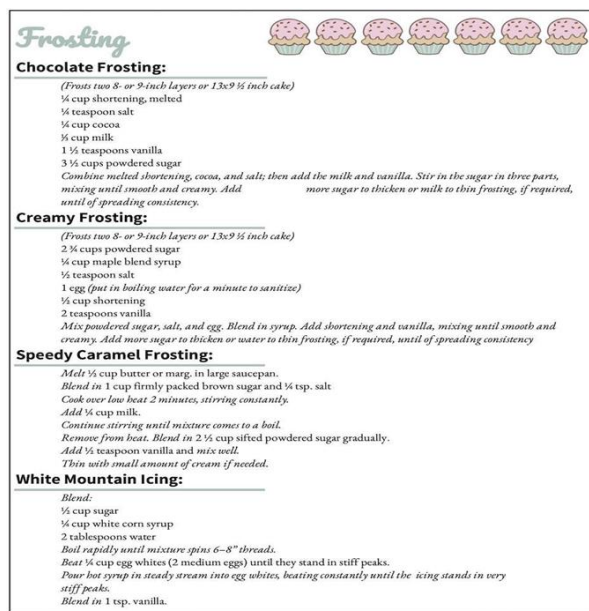 Frosting
Chocolate Frosting:
(Frosts two 8- or 9-inch layers or 13x9 ½ inch cake)
¼ cup shortening, melted
¼ teaspoon salt
¼ cup cocoa
⅓ cup milk
1 ½ teaspoons vanilla
3 ½ cups powdered sugar
Combine melted shortening, cocoa, and salt; then add the milk and vanilla. Stir in the sugar in three parts,
mixing until smooth and creamy. Add more sugar to thicken or milk to thin frosting, if required,
until of spreading consistency.
Creamy Frosting:
(Frosts two 8- or 9-inch layers or 13x9 ½ inch cake)
2 ¾ cups powdered sugar
¼ cup maple blend syrup
½ teaspoon salt
1 egg (put in boiling water for a minute to sanitize)
½ cup shortening
2 teaspoons vanilla
Mix powdered sugar, salt, and egg. Blend in syrup. Add shortening and vanilla, mixing until smooth and
creamy. Add more sugar to thicken or water to thin frosting, if required, until of spreading consistency
Speedy Caramel Frosting:
Melt ½ cup butter or marg. in large saucepan.
Blend in 1 cup firmly packed brown sugar and ¼ tsp. salt
Cook over low heat 2 minutes, stirring constantly.
Add ¼ cup milk.
Continue stirring until mixture comes to a boil.
Remove from heat. Blend in 2 ½ cup sifted powdered sugar gradually.
Add ½ teaspoon vanilla and mix well.
Thin with small amount of cream if needed.
White Mountain Icing:
Blend:
½ cup sugar
¼ cup white corn syrup
2 tablespoons water
Boil rapidly until mixture spins 6–8" threads.
Beat ¼ cup egg whites (2 medium eggs) until they stand in stiff peaks.
Pour hot syrup in steady stream into egg whites, beating constantly until the icing stands in very
stiff peaks.
Blend in 1 tsp. vanilla.